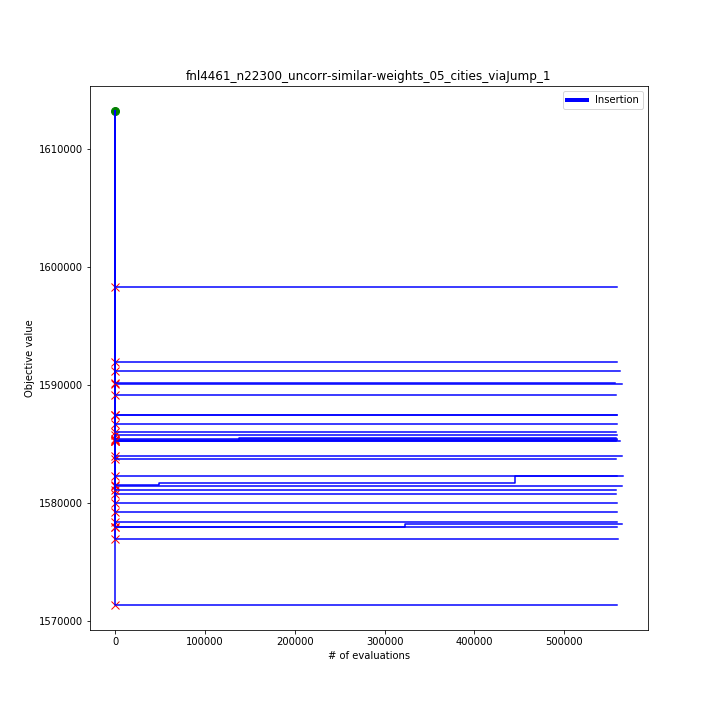 fnl4461_n22300_uncorr-similar-weights_05_cities_viaJump_1
Insertion
1610000
1600000
1590000
1580000
1570000
Objective value
0 100000 200000 300000 400000 500000
# of evaluations